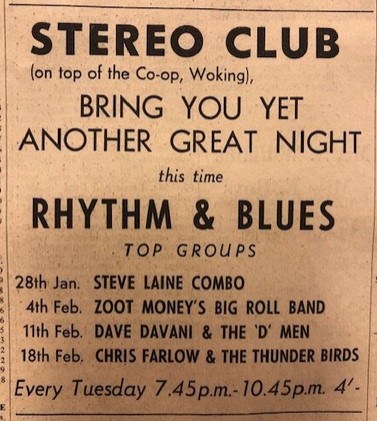 STEREO CLUB
(on top of the Co-op, Woking),
BRING YOU YET
ANOTHER GREAT NIGHT
this time
RHYTHM & BLUES
TOP GROUPS
28th Jan. STEVE LAINE COMBO
4th Feb. ZOOT MONEY'S BIG ROLL BAND
11th Feb. DAVE DAVANI & THE 'D' MEN
18th Feb. CHRIS FARLOW & THE THUNDER BIRDS
Every Tuesday 7.45p.m.-10.45p.m. 4'-